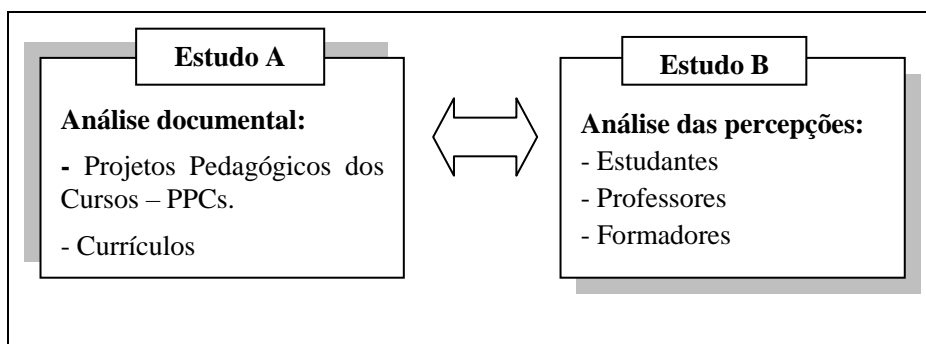 Estudo A
Análise documental:
- Projetos Pedagógicos dos
Cursos – PPCs.
- Currículos
Estudo B
Análise das percepções:
- Estudantes
- Professores
- Formadores